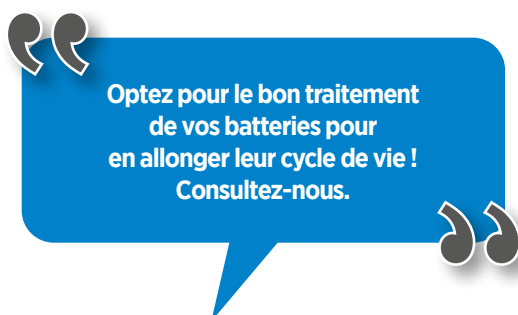 Optez pour le bon traitement
de vos batteries pour
en allonger leur cycle de vie !
Consultez-nous.